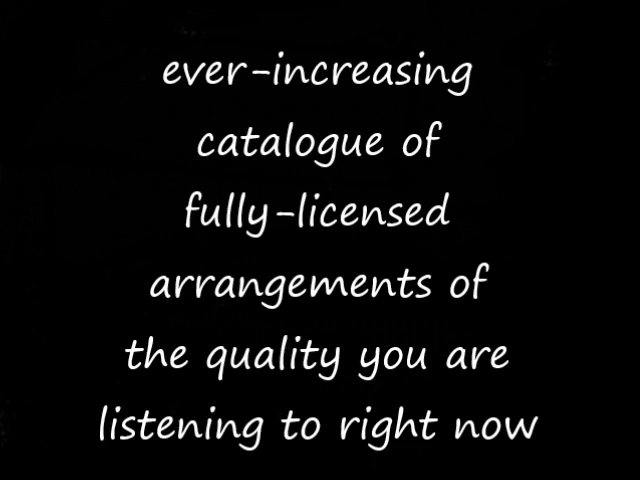 ever-increasing
catalogue of
fully-licensed
arrangements of
the quality you are
listening to right now